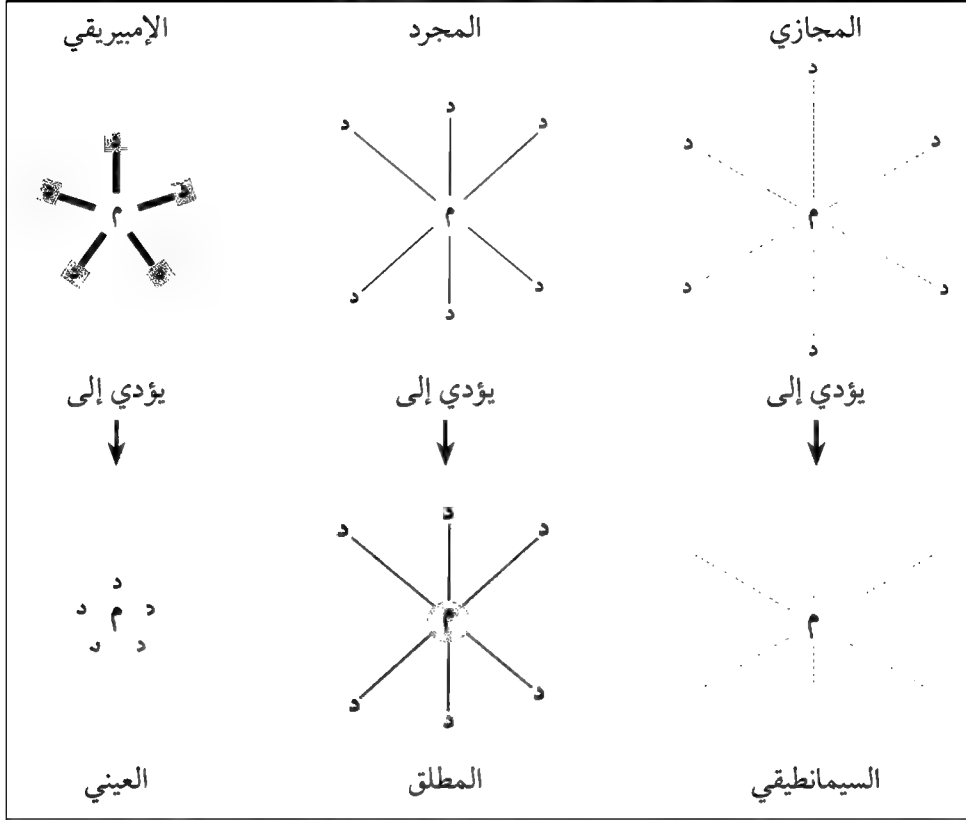 المجازي
د
د د
م
د د
د
يؤدي إلى
م
السيمانطيقي
المجرد
د
د د
م
د د
د
يؤدي إلى
د
د د
م
د د
د
المطلق
الإمبيريقي
د
م
يؤدي إلى
د
د م د
د د
العيني